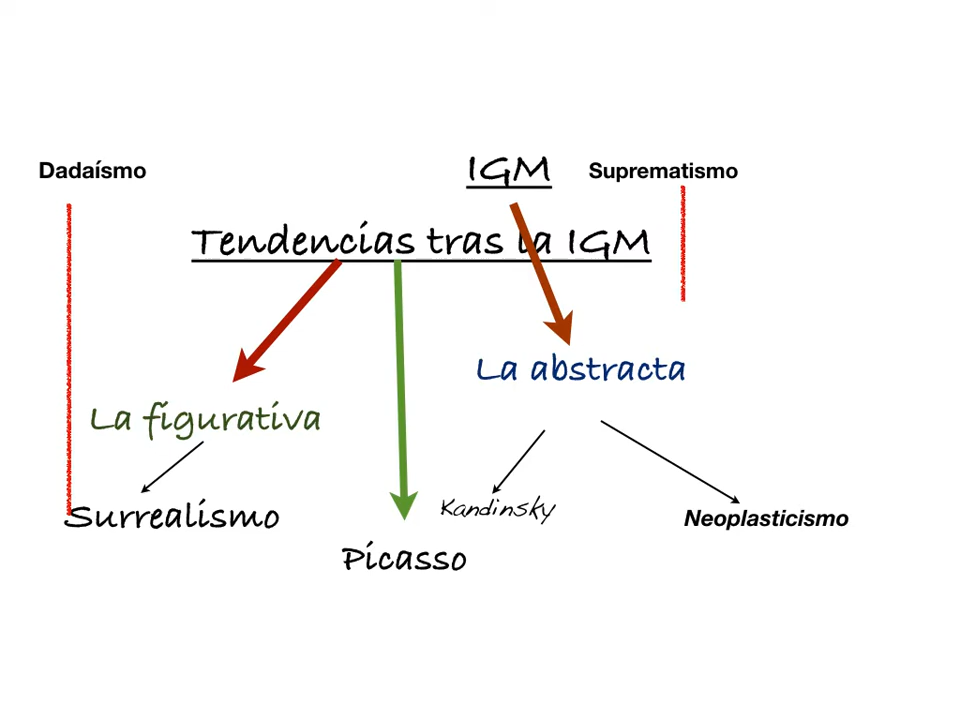 Dadaísmo
IGM
Suprematismo
Tendencias tras la IGM
La abstracta
La figurativa
Surrealismo
Kandinsky
Neoplasticismo
Picasso